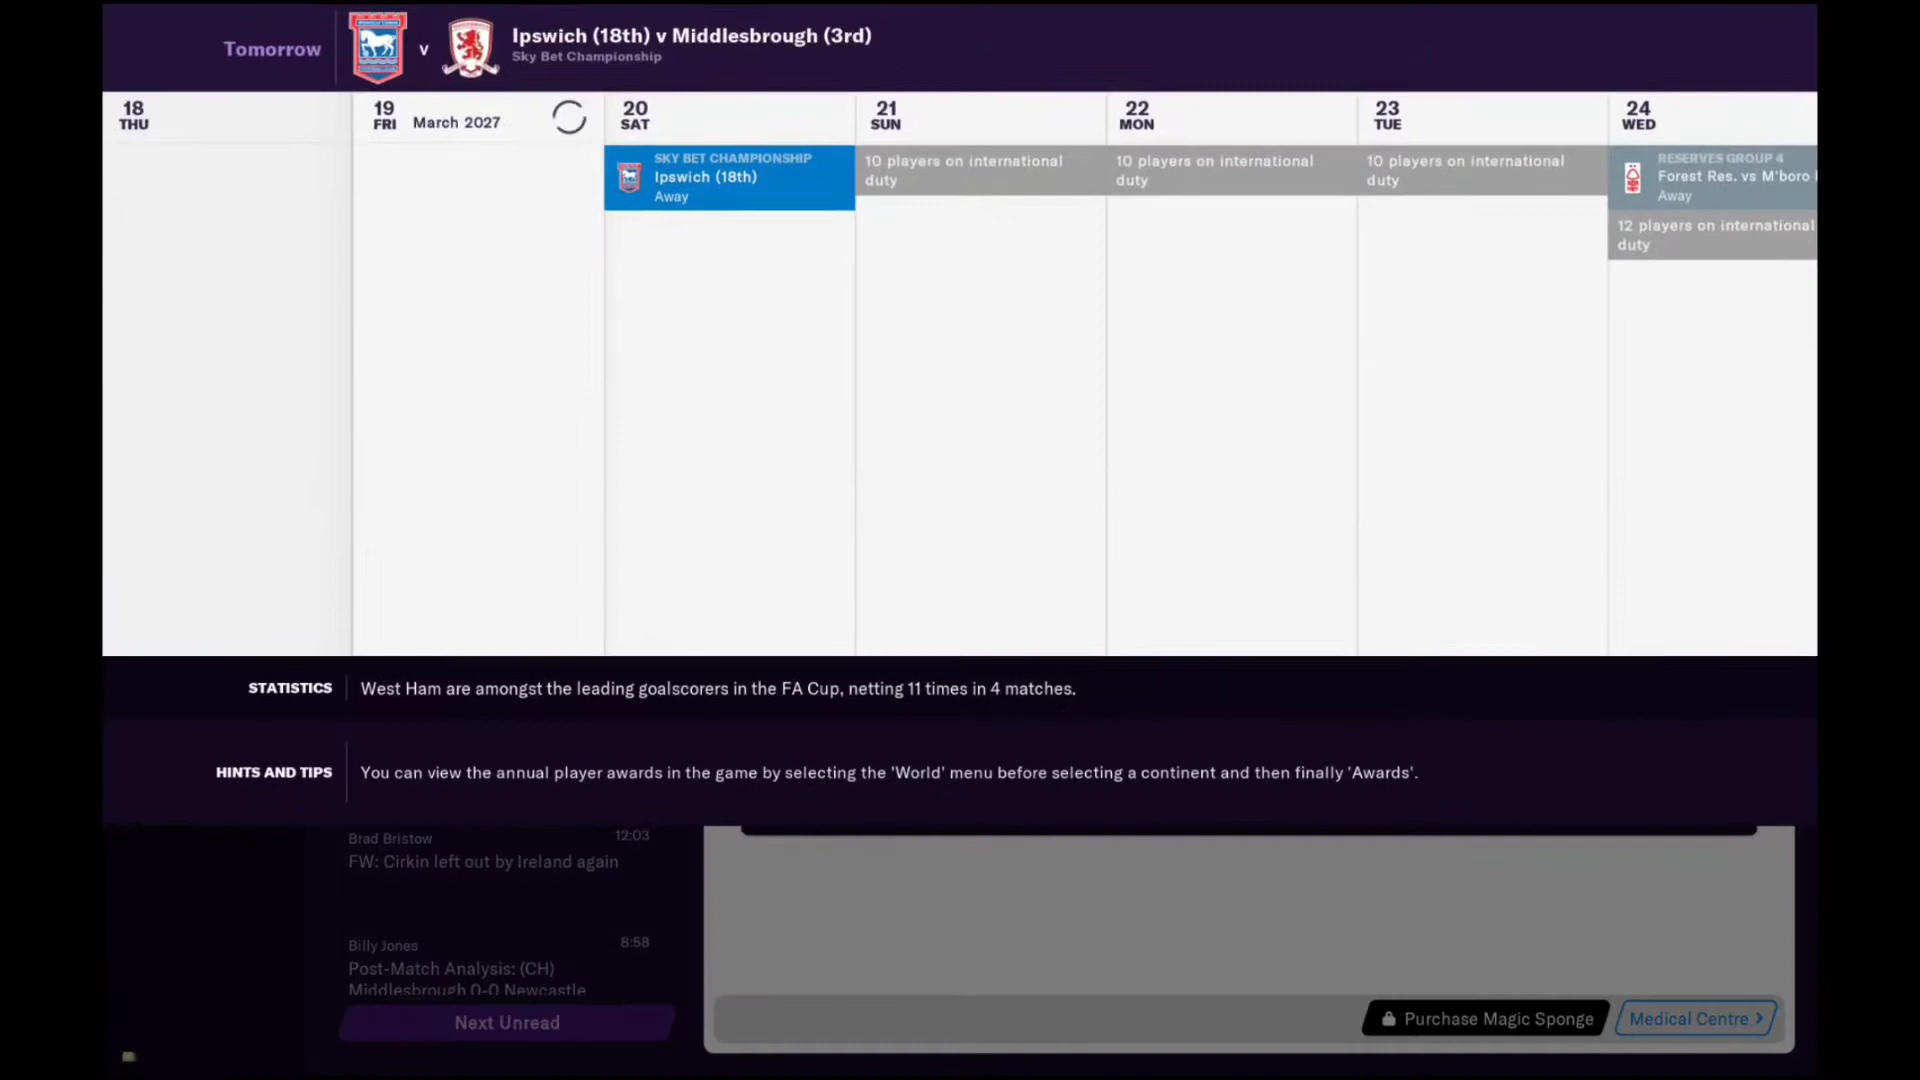 Tomorrow
v
Ipswich (18th) v Middlesbrough (3rd)
Sky Bet Championship
18
THU
19
FRI
March 2027
20
SAT
21
SUN
22
MON
23
TUE
24
WED
SKY BET CHAMPIONSHIP
Ipswich (18th)
Away
10 players on international
duty
10 players on international
duty
10 players on international
duty
RESERVES GROUP 4
Forest Res. vs M'boro
Away
12 players on international
duty
STATISTICS
West Ham are amongst the leading goalscorers in the FA Cup, netting 11 times in 4 matches.
HINTS AND TIPS
You can view the annual player awards in the game by selecting the 'World' menu before selecting a continent and then finally 'Awards'.
Brad Bristow
12:03
FW: Cirkin left out by Ireland again
Billy Jones
8:58
Post-Match Analysis: (CH)
Middlesbrough 0-0 Newcastle
Next Unread
Purchase Magic Sponge
Medical Centre >